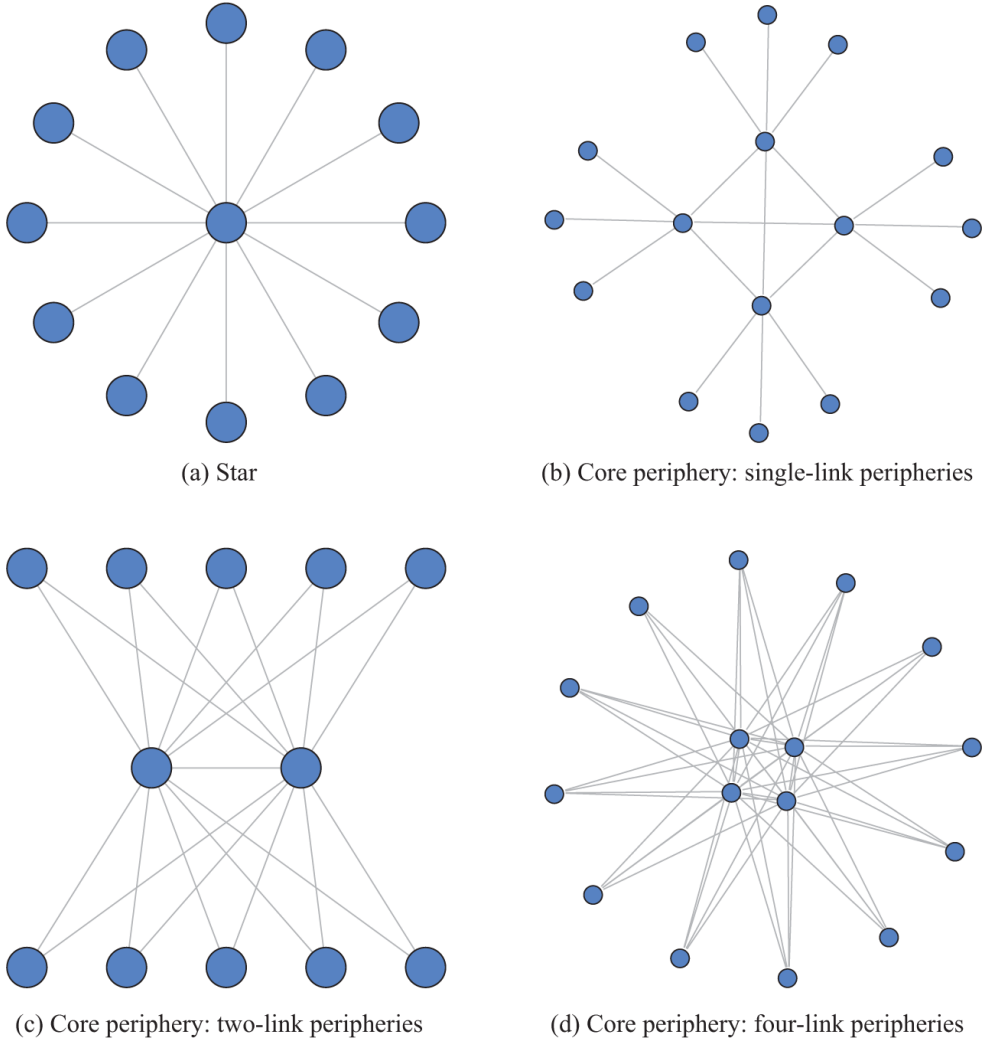 (a) Star
(b) Core periphery: single-link peripheries
(c) Core periphery: two-link peripheries
(d) Core periphery: four-link peripheries